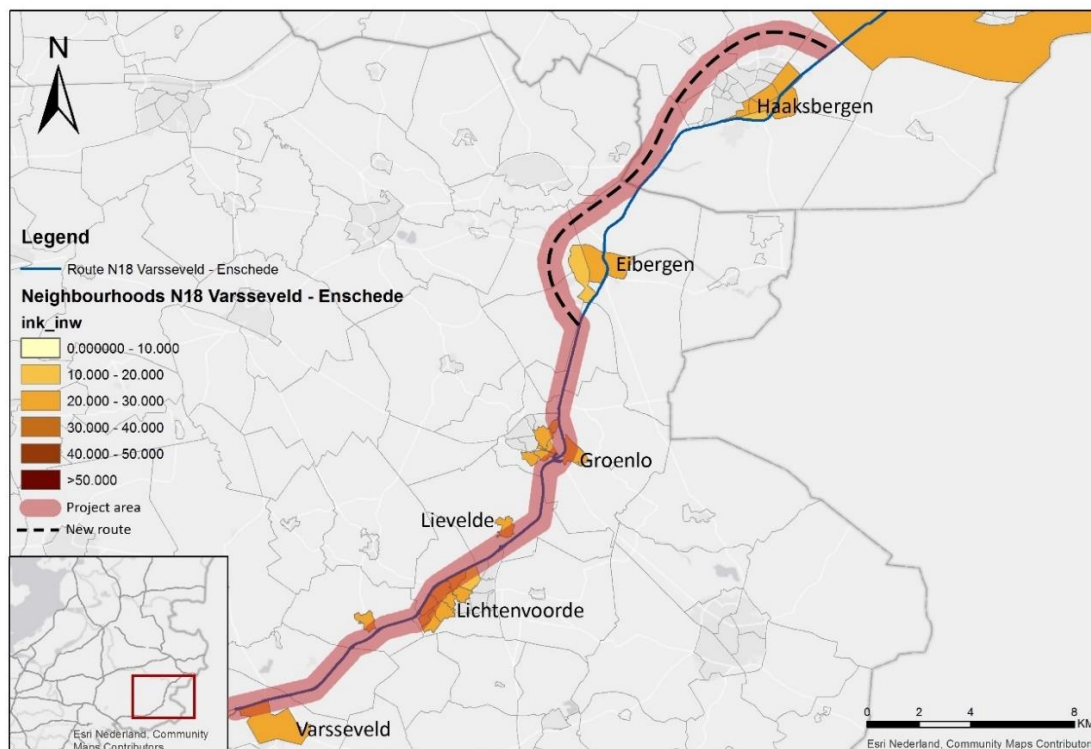 N
Haaksbergen
Legend
Route N18 Varsseveld - Enschede
Neighbourhoods N18 Varsseveld - Enschede
ink_inw
0.000000 - 10.000
10.000 - 20.000
20.000 - 30.000
30.000 - 40.000
40.000 - 50.000
>50.000
Project area
New route
Eibergen
Groenlo
Lievelde
Lichtenvoorde
Varsseveld
Esri Nederland, Community
Maps Contributors
0 2 4 8
KM
Esri Nederland, Community Maps Contributors